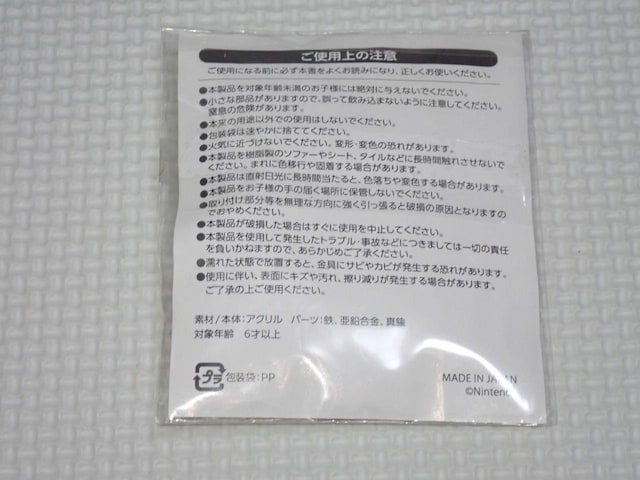 ご使用上の注意
ご使用になる前に必ず本書をよくお読みになり、正しくお使いください。
●本製品を対象年齢未満のお子様には絶対に与えないでください。
●小さな部品がありますので、誤って飲み込まないように注意してください。
窒息の危険があります。
●本来の用途以外での使用はしないでください。
●包装袋は速やかに捨ててください。
●火気に近づけないでください。変形・変色の恐れがあります。
●本製品を樹脂製のソファーやシート、タイルなどに長時間触れさせないで
ください。まれに色移行や固着する場合があります。
●本製品は直射日光に長時間当たると、色落ちや変色する場合があります。
●本製品をお子様の手の届く場所に保管しないでください。
●取り付け部分等を無理な方向に強く引っ張ると破損の原因となりますの
でおやめください。
●本製品が破損した場合はすぐに使用を中止してください。
●本製品を使用して発生したトラブル・事故などにつきましては一切の責任
を負いかねますので、あらかじめご了承ください。
●濡れた状態で放置すると、金具にサビやカビが発生する恐れがあります。
●使用に伴い、表面にキズや汚れ、擦り減りが発生する場合があります。
ご了承の上ご使用ください。
素材/本体:アクリル パーツ:鉄、亜鉛合金、真鍮
対象年齢 6才以上
プラ 包装袋:PP
MADE IN JAPAN
©Nintendo